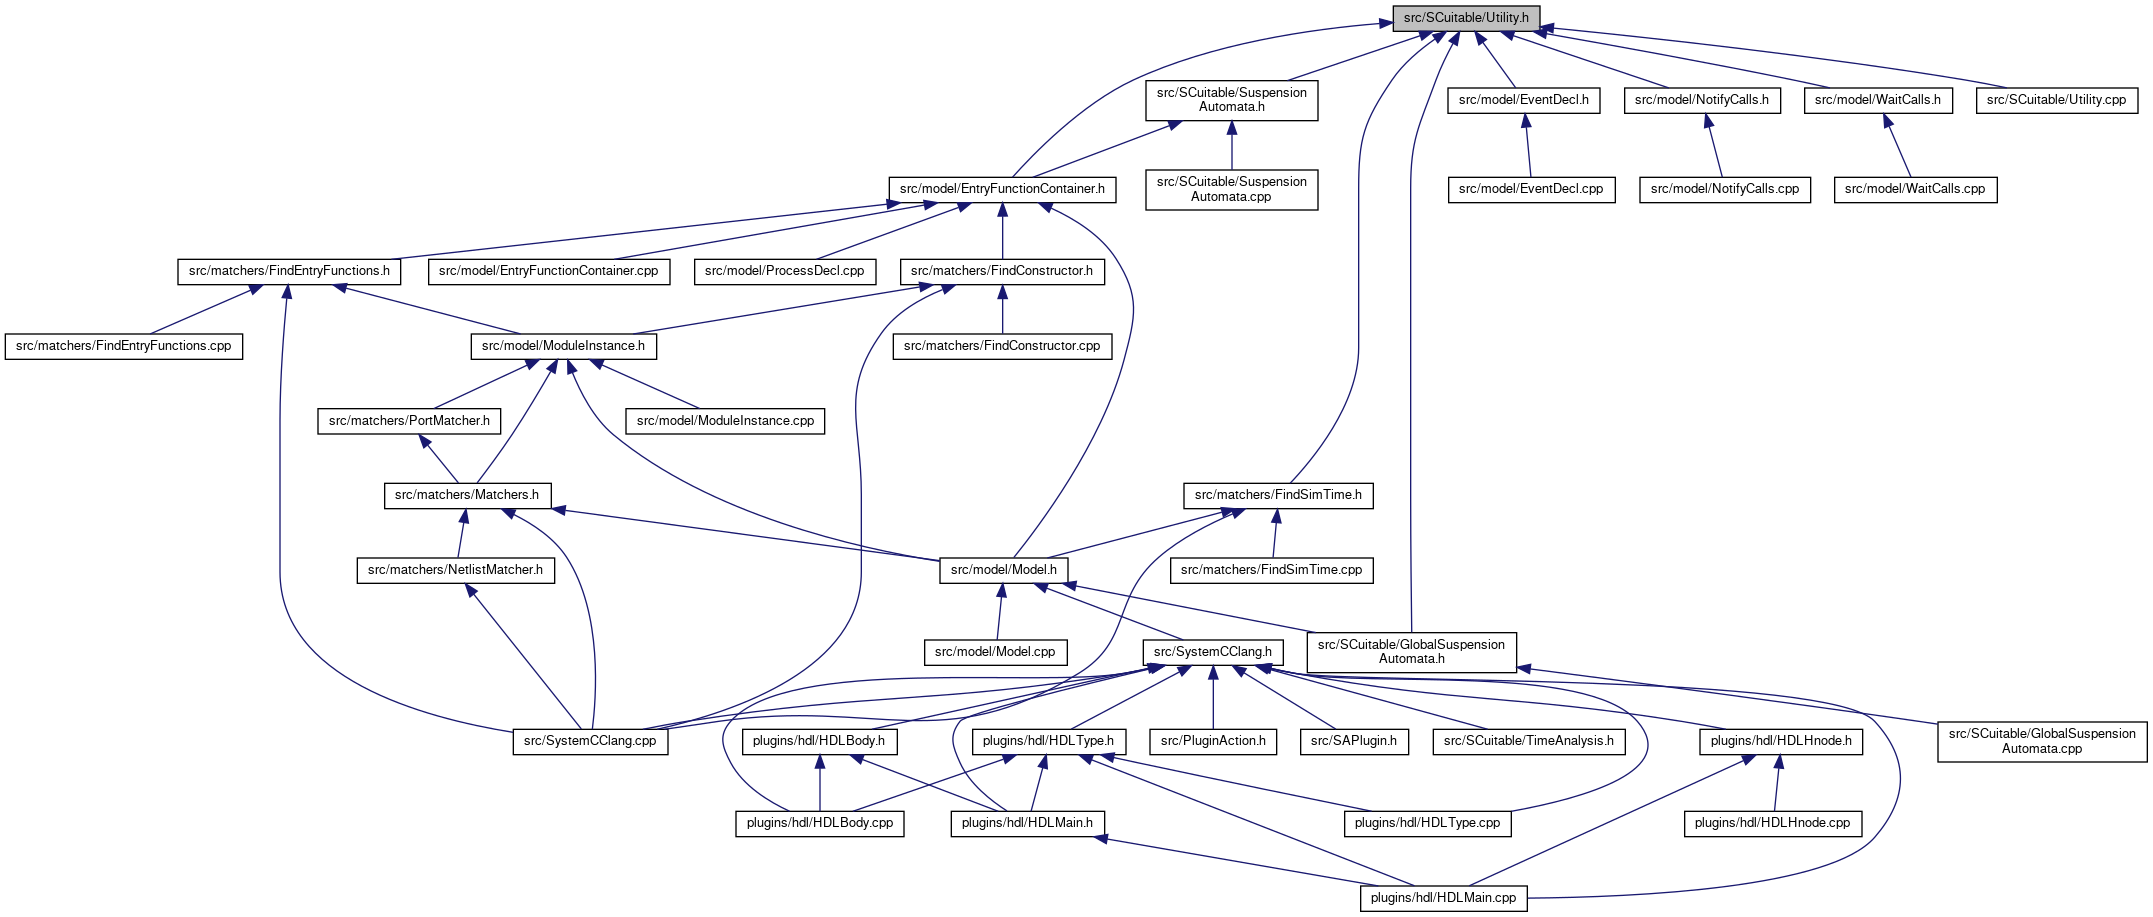 src/SCuitable/Utility.h
src/SCuitable/Suspension
Automata.h
src/model/EventDecl.h
src/model/NotifyCalls.h
src/model/WaitCalls.h
src/SCuitable/Utility.cpp
src/model/EntryFunctionContainer.h
src/SCuitable/Suspension
Automata.cpp
src/model/EventDecl.cpp
src/model/NotifyCalls.cpp
src/model/WaitCalls.cpp
src/matchers/FindEntryFunctions.h
src/model/EntryFunctionContainer.cpp
src/model/ProcessDecl.cpp
src/matchers/FindConstructor.h
src/matchers/FindEntryFunctions.cpp
src/model/ModuleInstance.h
src/matchers/FindConstructor.cpp
src/matchers/PortMatcher.h
src/model/ModuleInstance.cpp
src/matchers/Matchers.h
src/matchers/FindSimTime.h
src/matchers/NetlistMatcher.h
src/model/Model.h
src/matchers/FindSimTime.cpp
src/model/Model.cpp
src/SystemCClang.h
src/SCuitable/GlobalSuspension
Automata.h
src/SystemCClang.cpp
plugins/hdl/HDLBody.h
plugins/hdl/HDLType.h
src/PluginAction.h
src/SAPlugin.h
src/SCuitable/TimeAnalysis.h
plugins/hdl/HDLHnode.h
src/SCuitable/GlobalSuspension
Automata.cpp
plugins/hdl/HDLBody.cpp
plugins/hdl/HDLMain.h
plugins/hdl/HDLType.cpp
plugins/hdl/HDLHnode.cpp
plugins/hdl/HDLMain.cpp